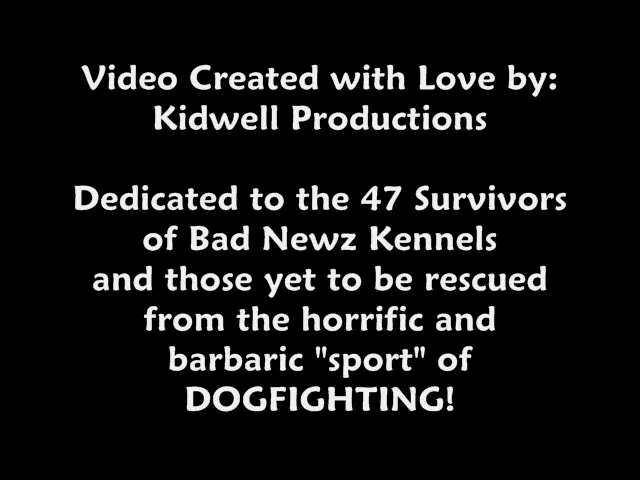 Video Created with Love by:
Kidwell Productions
Dedicated to the 47 Survivors
of Bad Newz Kennels
and those yet to be rescued
from the horrific and
barbaric "sport" of
DOGFIGHTING!